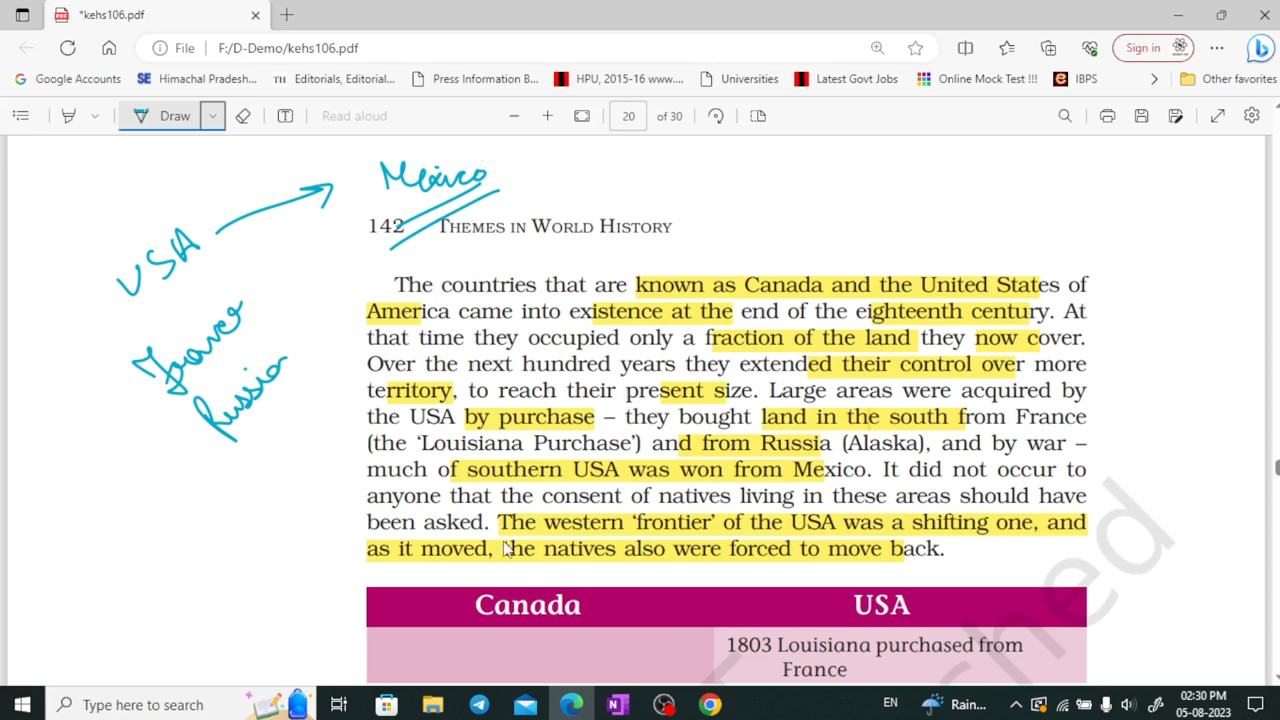 *kehs106.pdf
File F:/D-Demo/kehs106.pdf Sign in
Google Accounts SE Himachal Pradesh... TH Editorials, Editorial... Press Information B... HPU, 2015-16 www.... Universities Latest Govt Jobs Online Mock Test !!! IBPS Other favorites
Draw Read aloud 20 of 30
Mexico
USA
France
Russia
142 THEMES IN WORLD HISTORY
The countries that are known as Canada and the United States of
America came into existence at the end of the eighteenth century. At
that time they occupied only a fraction of the land they now cover.
Over the next hundred years they extended their control over more
territory, to reach their present size. Large areas were acquired by
the USA by purchase – they bought land in the south from France
(the ‘Louisiana Purchase’) and from Russia (Alaska), and by war –
much of southern USA was won from Mexico. It did not occur to
anyone that the consent of natives living in these areas should have
been asked. The western ‘frontier’ of the USA was a shifting one, and
as it moved, the natives also were forced to move back.
Canada USA
1803 Louisiana purchased from
France
Type here to search EN Rain... 02:30 PM
05-08-2023